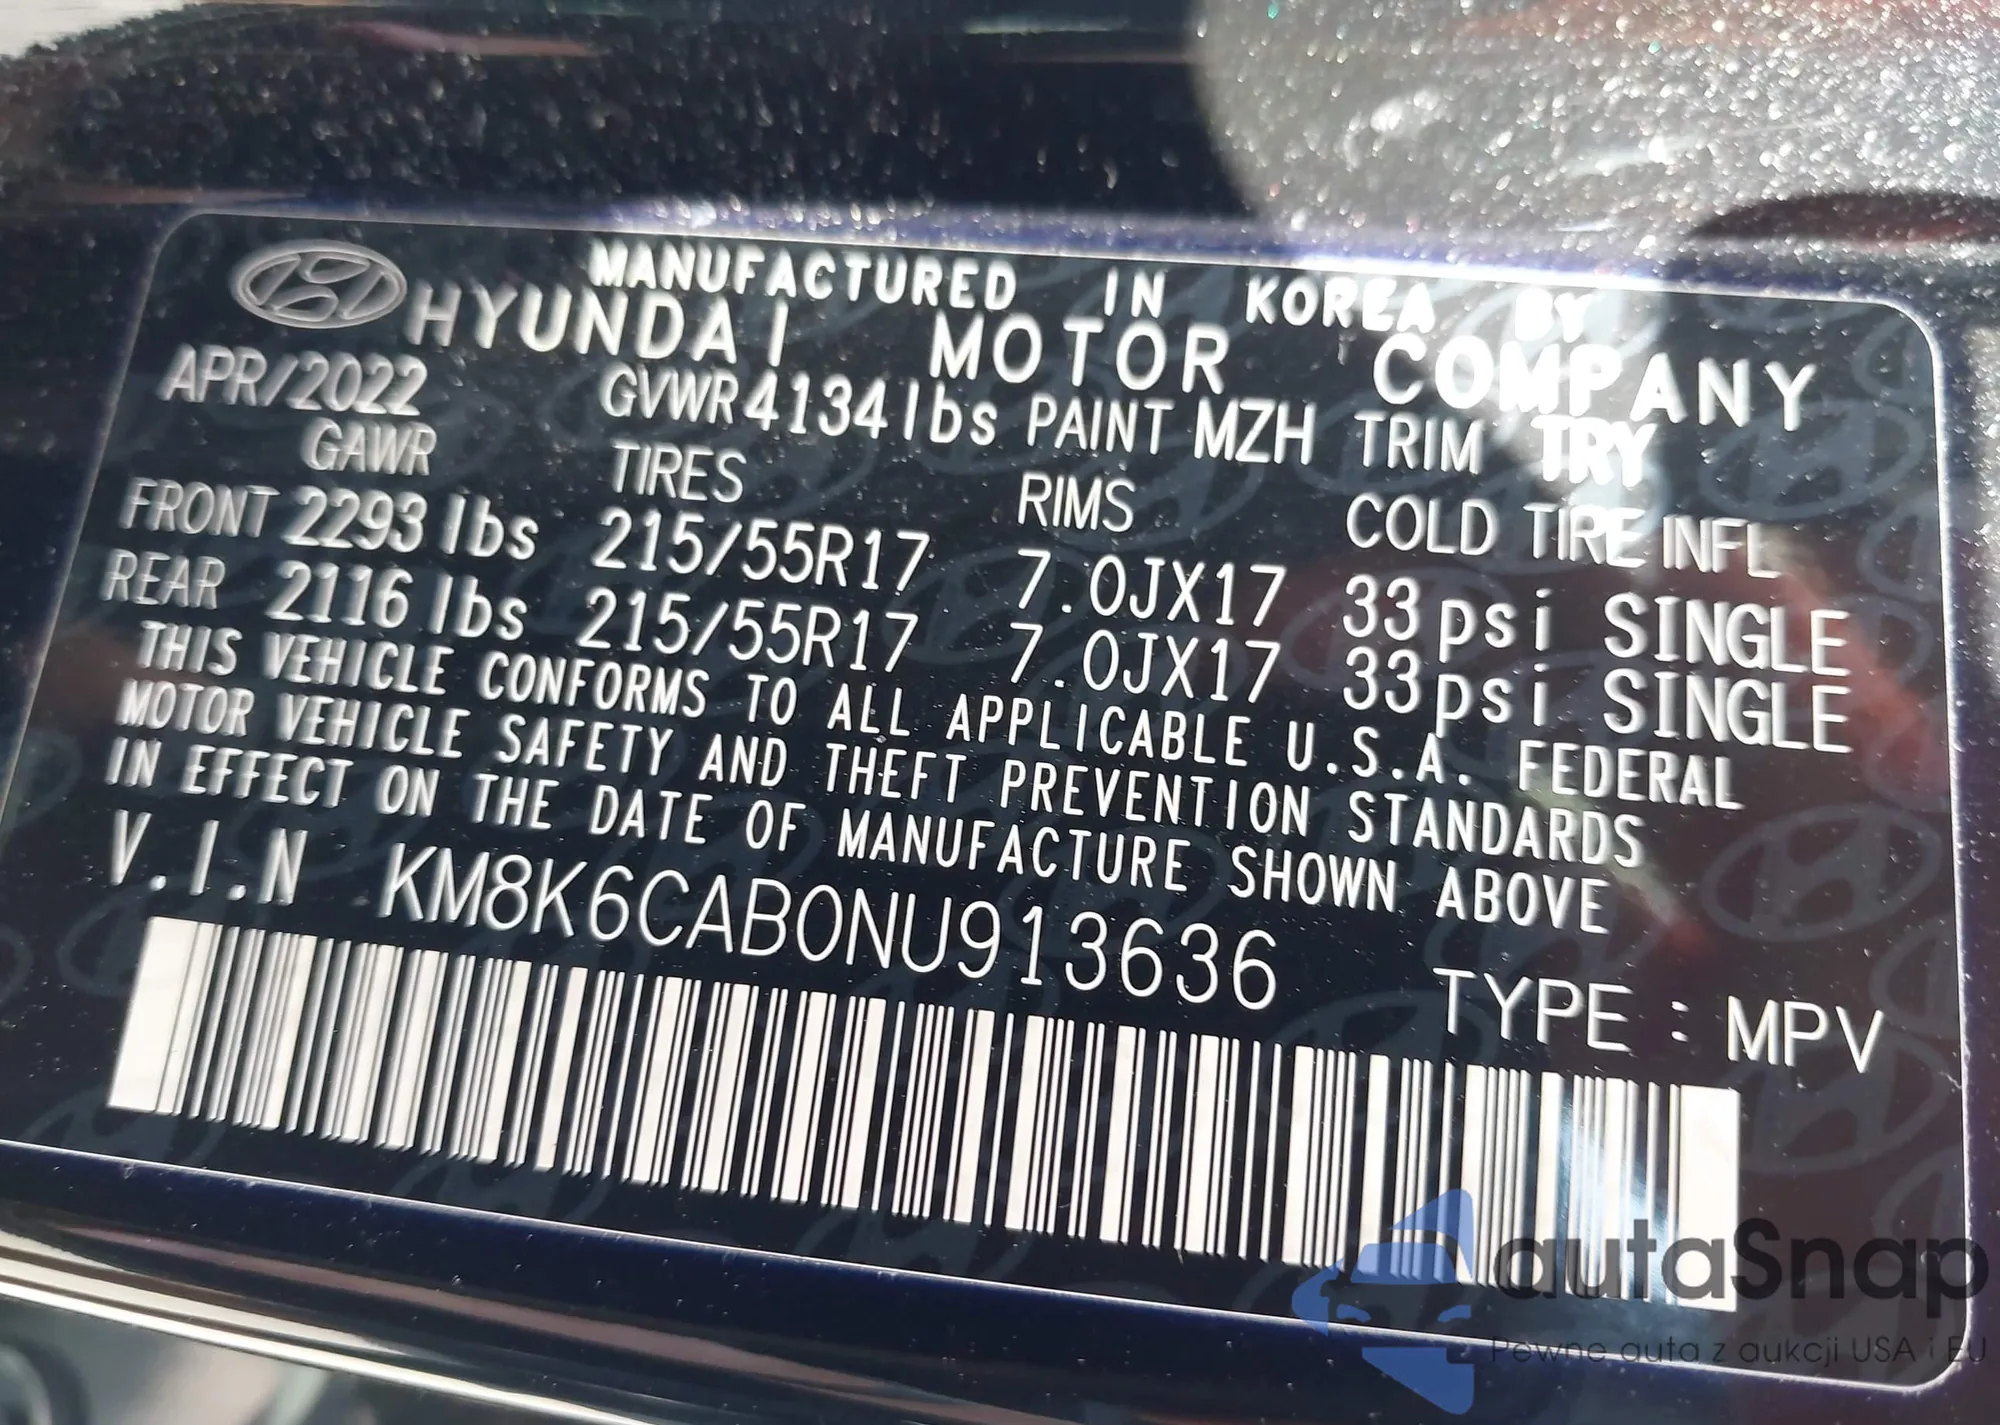 MANUFACTURED IN KOREA BY
HYUNDAI MOTOR COMPANY
APR/2022 GVWR 4134lbs PAINT MZH TRIM TRY
GAWR TIRES RIMS COLD TIRE INFL
FRONT 2293 lbs 215/55R17 7.0JX17 33psi SINGLE
REAR 2116 lbs 215/55R17 7.0JX17 33psi SINGLE
THIS VEHICLE CONFORMS TO ALL APPLICABLE U.S.A. FEDERAL
MOTOR VEHICLE SAFETY AND THEFT PREVENTION STANDARDS
IN EFFECT ON THE DATE OF MANUFACTURE SHOWN ABOVE
V.I.N KM8K6CAB0NU913636 TYPE : MPV
autaSnap
Pewne auta z aukcji USA i EU